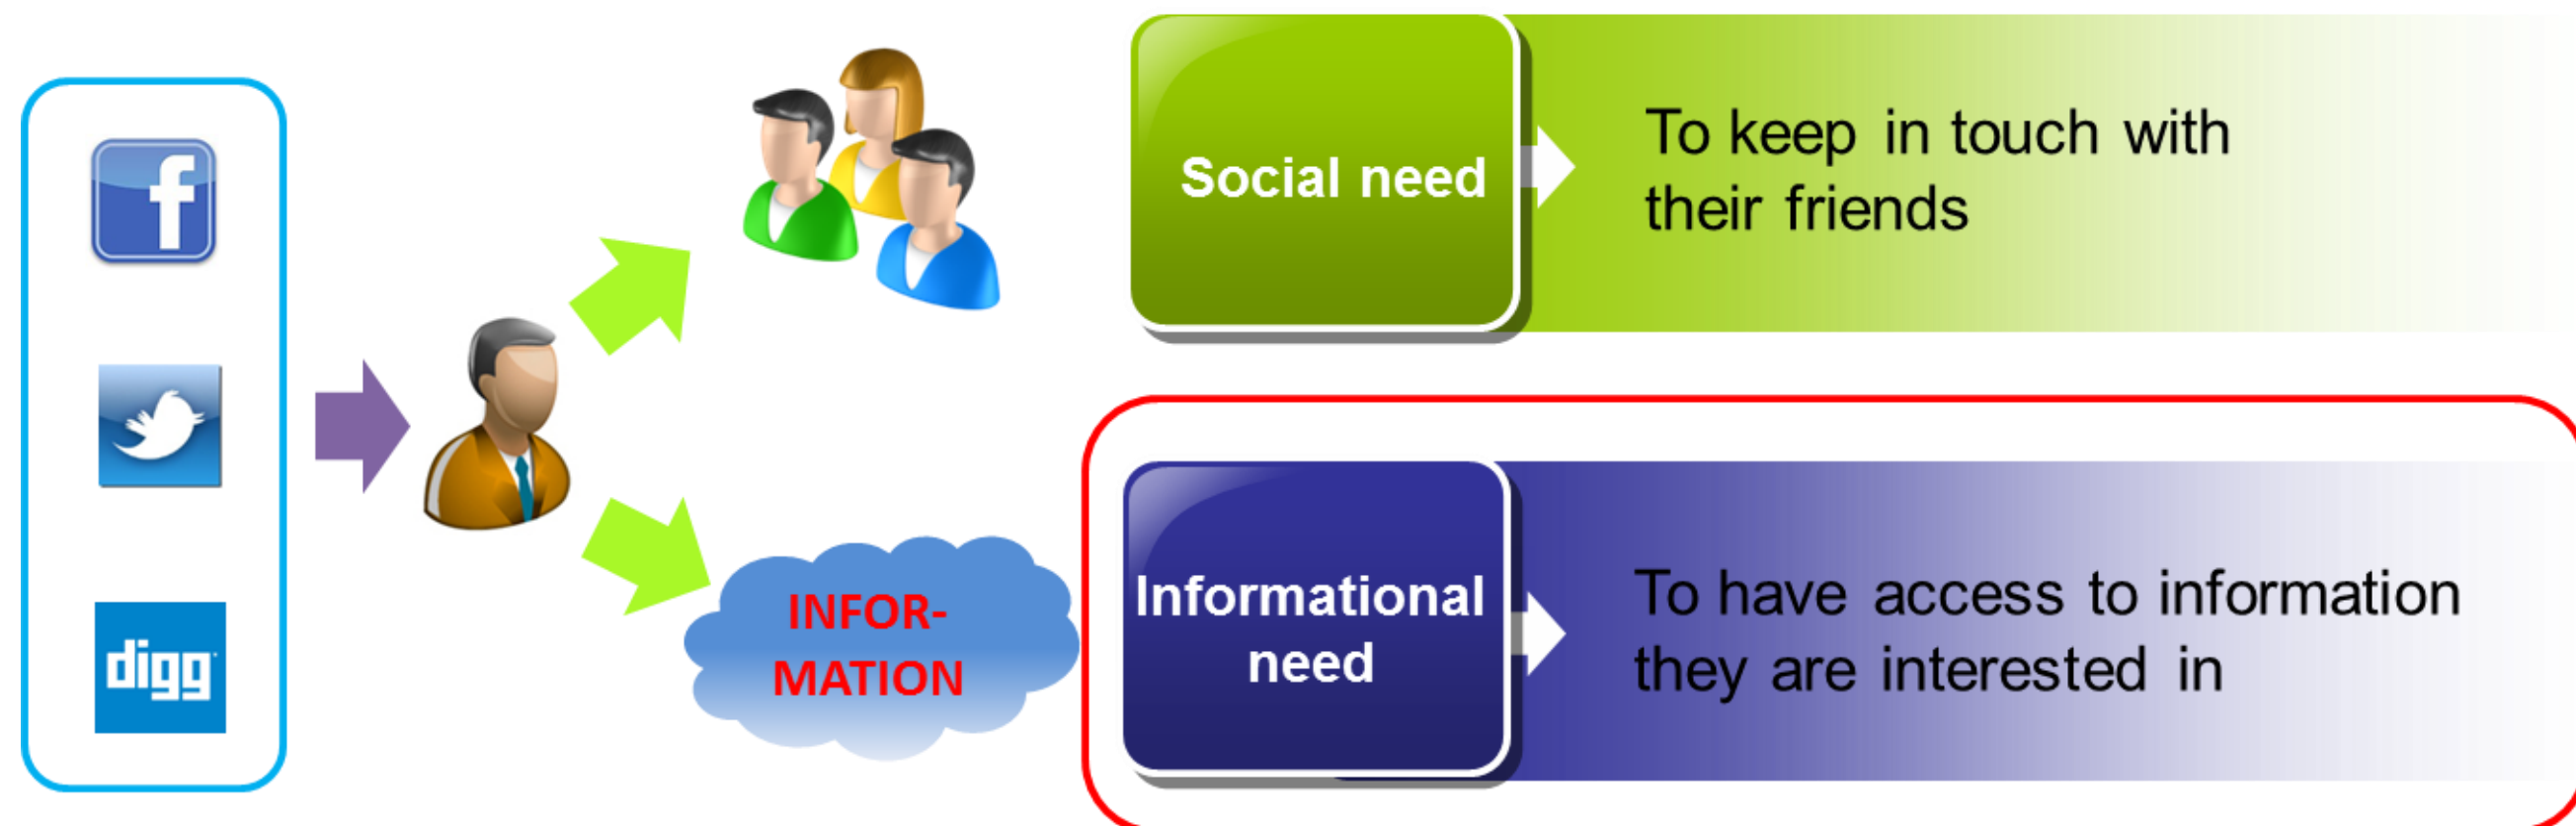 f
digg
INFOR-
MATION
Social need
To keep in touch with
their friends
Informational
need
To have access to information
they are interested in